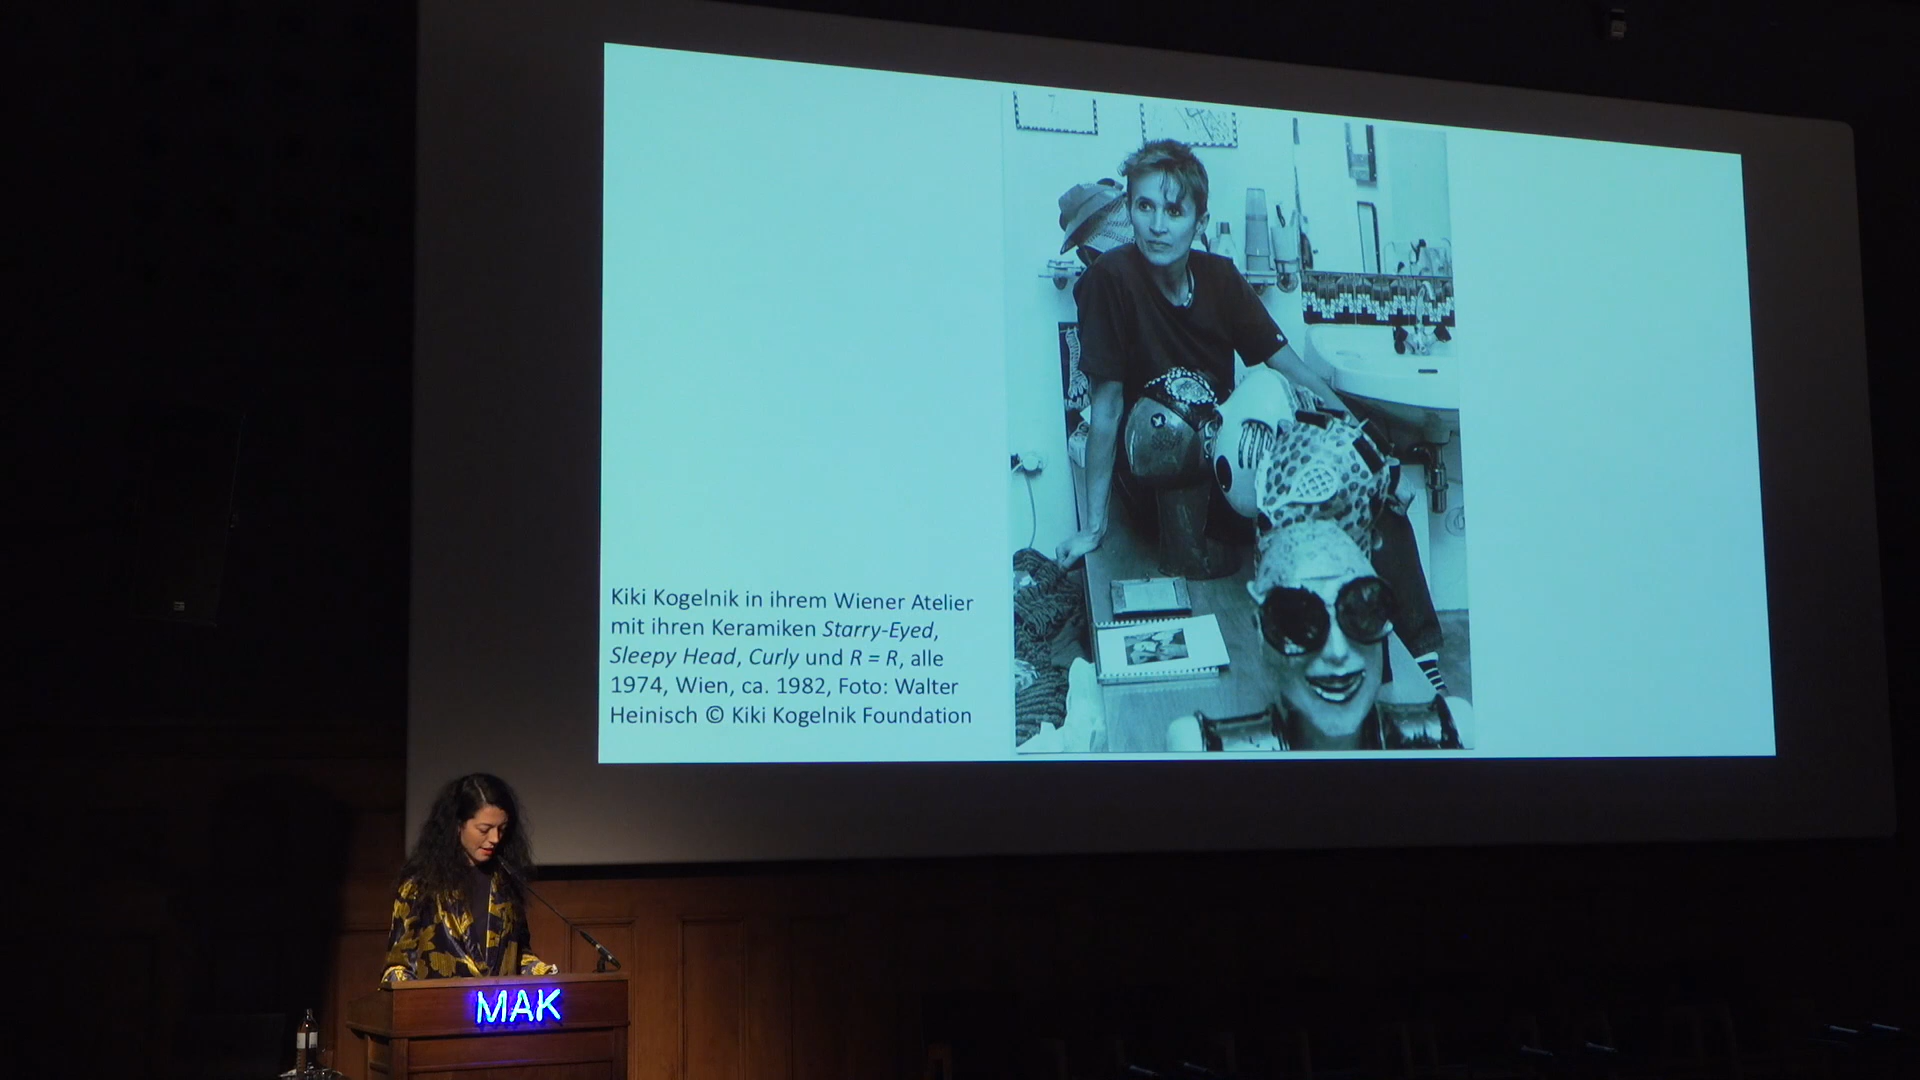 Kiki Kogelnik in ihrem Wiener Atelier
mit ihren Keramiken Starry-Eyed,
Sleepy Head, Curly und R = R, alle
1974, Wien, ca. 1982, Foto: Walter
Heinisch © Kiki Kogelnik Foundation
MAK